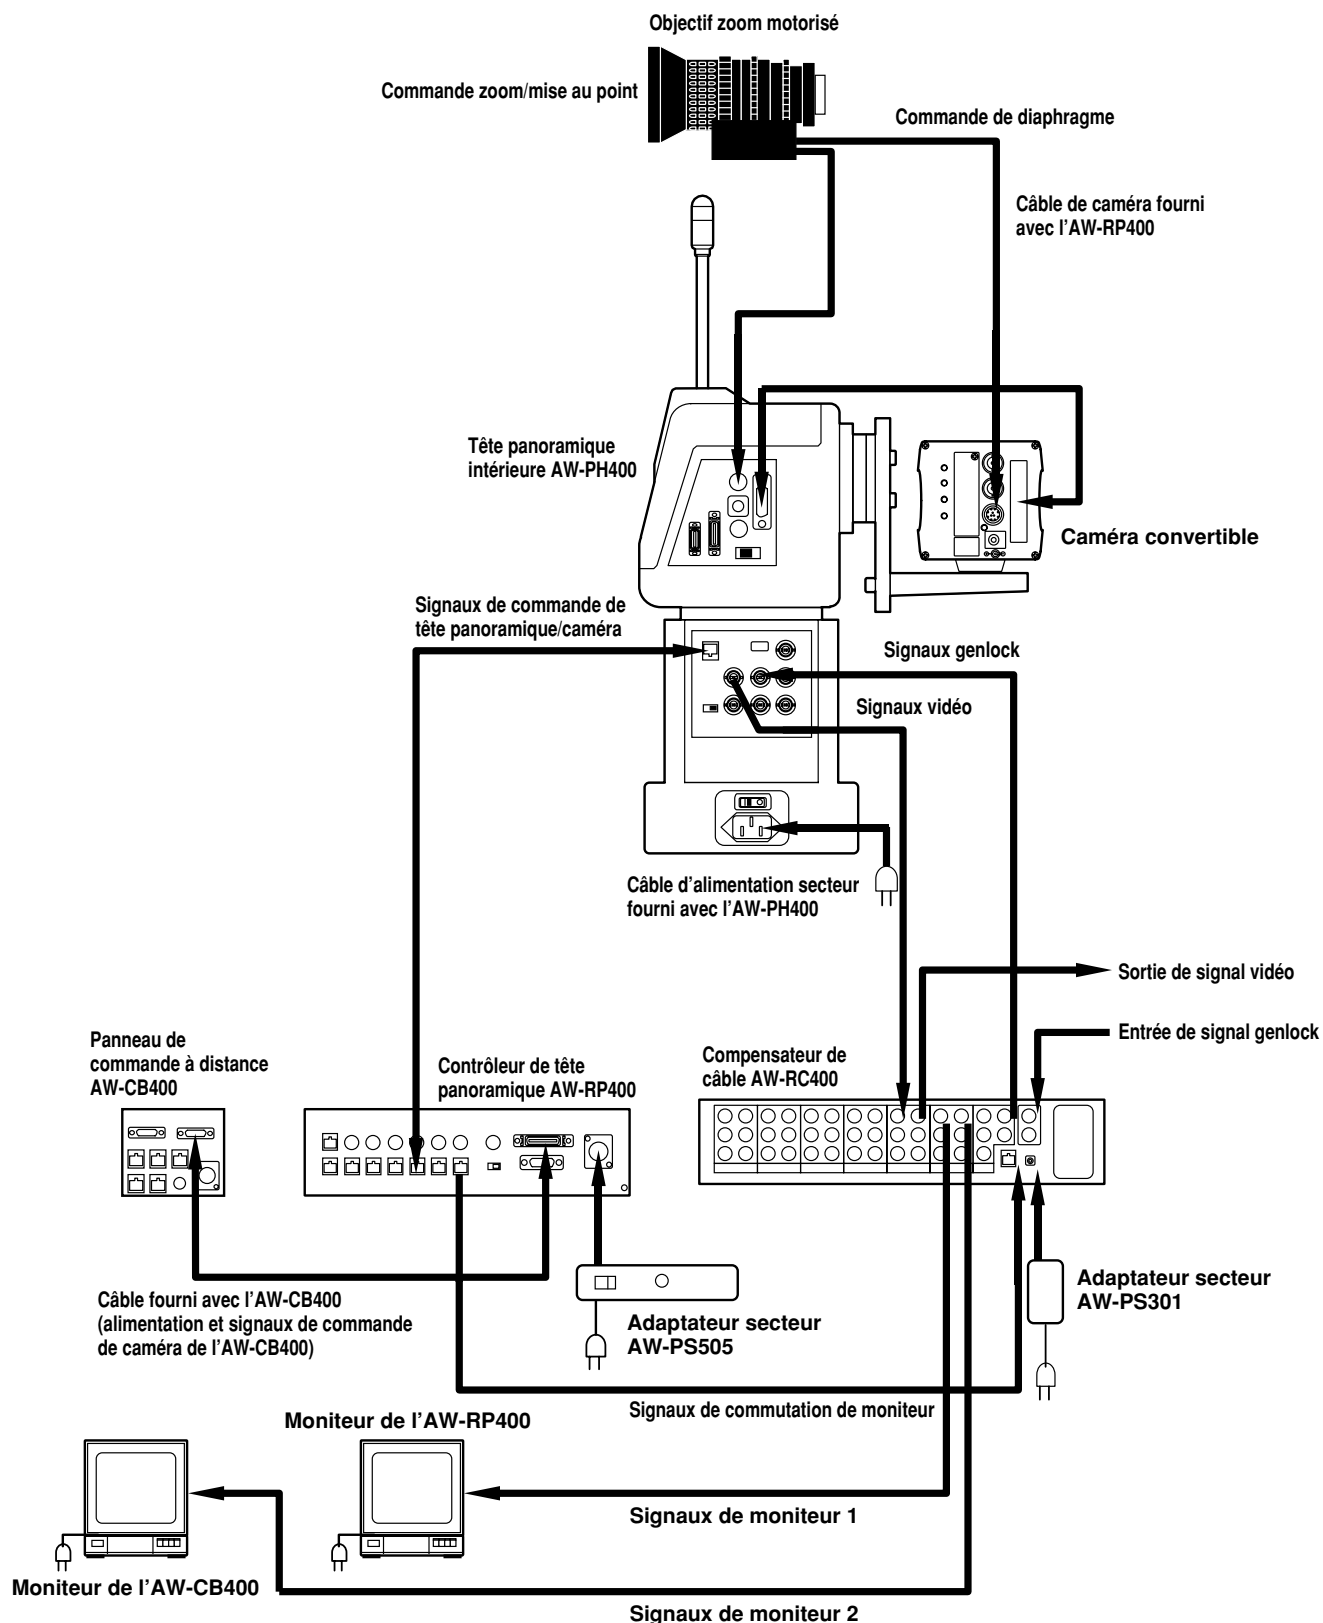 Objectif zoom motorisé
Commande zoom/mise au point
Commande de diaphragme
Câble de caméra fourni
avec l'AW-RP400
Tête panoramique
intérieure AW-PH400
Caméra convertible
Signaux de commande de
tête panoramique/caméra
Signaux genlock
Signaux vidéo
Câble d'alimentation secteur
fourni avec l'AW-PH400
Sortie de signal vidéo
Entrée de signal genlock
Panneau de
commande à distance
AW-CB400
Contrôleur de tête
panoramique AW-RP400
Compensateur de
câble AW-RC400
Câble fourni avec l'AW-CB400
(alimentation et signaux de commande
de caméra de l'AW-CB400)
Adaptateur secteur
AW-PS505
Adaptateur secteur
AW-PS301
Signaux de commutation de moniteur
Moniteur de l'AW-RP400
Signaux de moniteur 1
Moniteur de l'AW-CB400
Signaux de moniteur 2